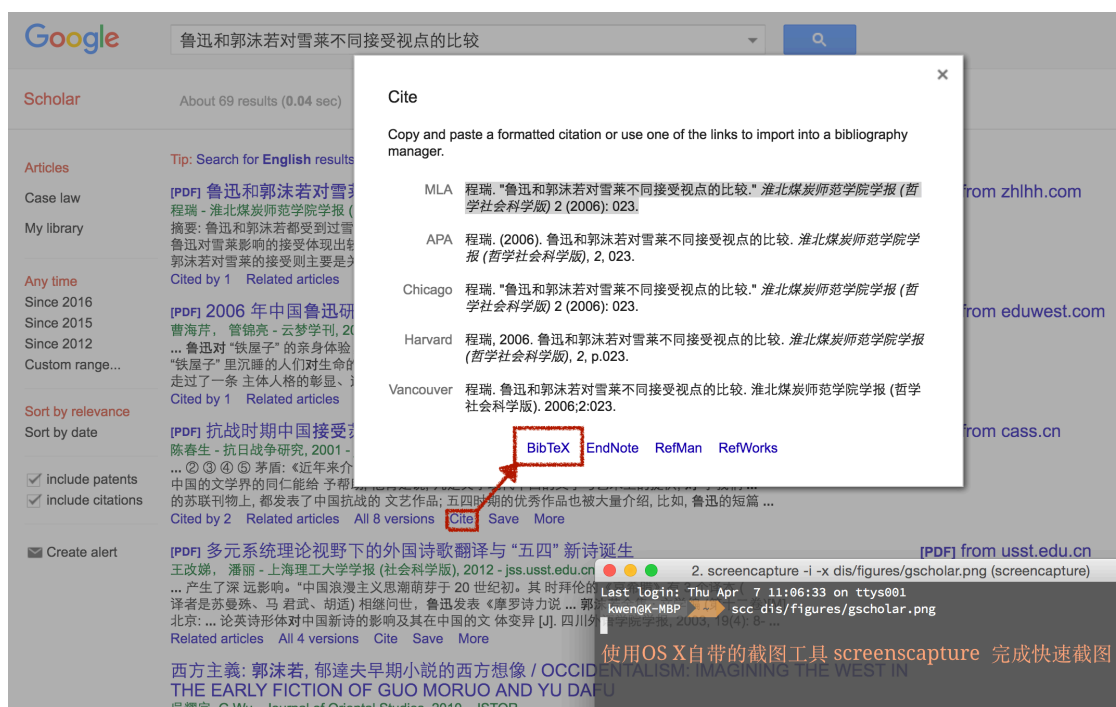 Google
鲁迅和郭沫若对雪莱不同接受视点的比较
Scholar
About 69 results (0.04 sec)
Articles
Case law
My library
Any time
Since 2016
Since 2015
Since 2012
Custom range...
Sort by relevance
Sort by date
include patents
include citations
Create alert
Tip: Search for English results
[PDF] 鲁迅和郭沫若对雪
程瑞 - 淮北煤炭师范学院学报 (
摘要: 鲁迅和郭沫若都受到过雪
鲁迅对雪莱影响的接受体现出
郭沫若对雪莱的接受则主要是
Cited by 1 Related articles
from zhlhh.com
[PDF] 2006 年中国鲁迅研
曹海芹， 管锦亮 - 云梦学刊, 20
... 鲁迅对 “铁屋子” 的亲身体验
“铁屋子” 里沉睡的人们对生命的
走过了一条 主体人格的彰显、
Cited by 1 Related articles
from eduwest.com
[PDF] 抗战时期中国接受
陈春生 - 抗日战争研究, 2001 -
... ② ③ ④ ⑤ 茅盾: 《近年来介
中国的文学界的同仁能给 予帮助,
的苏联刊物上, 都发表了中国抗战的 文艺作品; 五四时期的优秀作品也被大量介绍, 比如, 鲁迅的短篇 ...
Cited by 2 Related articles All 8 versions Cite Save More
from cass.cn
[PDF] 多元系统理论视野下的外国诗歌翻译与 “五四” 新诗诞生
王改娣， 潘丽 - 上海理工大学学报 (社会科学版), 2012 - jss.usst.edu.cn
... 产生了深 远影响。“中国浪漫主义思潮萌芽于 20 世纪初。其 时拜伦的
译者是苏曼殊、马 君武、胡适) 相继问世， 鲁迅发表《摩罗诗力说 ... 郭
北京: ... 论英诗形体对中国新诗的影响及其在中国的文 体变异 [J]. 四川外语学院学报, 2003, 19(4): 8- ...
Related articles All 4 versions Cite Save More
[PDF] from usst.edu.cn
西方主義: 郭沫若, 郁達夫早期小説的西方想像 / OCCIDENTALISM: IMAGINING THE WEST IN
THE EARLY FICTION OF GUO MORUO AND YU DAFU
Cite
×
Copy and paste a formatted citation or use one of the links to import into a bibliography
manager.
MLA 程瑞. "鲁迅和郭沫若对雪莱不同接受视点的比较." 淮北煤炭师范学院学报 (哲
学社会科学版) 2 (2006): 023.
APA 程瑞. (2006). 鲁迅和郭沫若对雪莱不同接受视点的比较. 淮北煤炭师范学院学
报 (哲学社会科学版), 2, 023.
Chicago 程瑞. "鲁迅和郭沫若对雪莱不同接受视点的比较." 淮北煤炭师范学院学报 (哲
学社会科学版) 2 (2006): 023.
Harvard 程瑞, 2006. 鲁迅和郭沫若对雪莱不同接受视点的比较. 淮北煤炭师范学院学报
(哲学社会科学版), 2, p.023.
Vancouver 程瑞. 鲁迅和郭沫若对雪莱不同接受视点的比较. 淮北煤炭师范学院学报 (哲学
社会科学版). 2006;2:023.
BibTeX EndNote RefMan RefWorks
2. screencapture -i -x dis/figures/gscholar.png (screencapture)
Last login: Thu Apr 7 11:06:33 on ttys001
kwen@K-MBP ~ scc dis/figures/gscholar.png
使用OS X自带的截图工具 screenscapture 完成快速截图